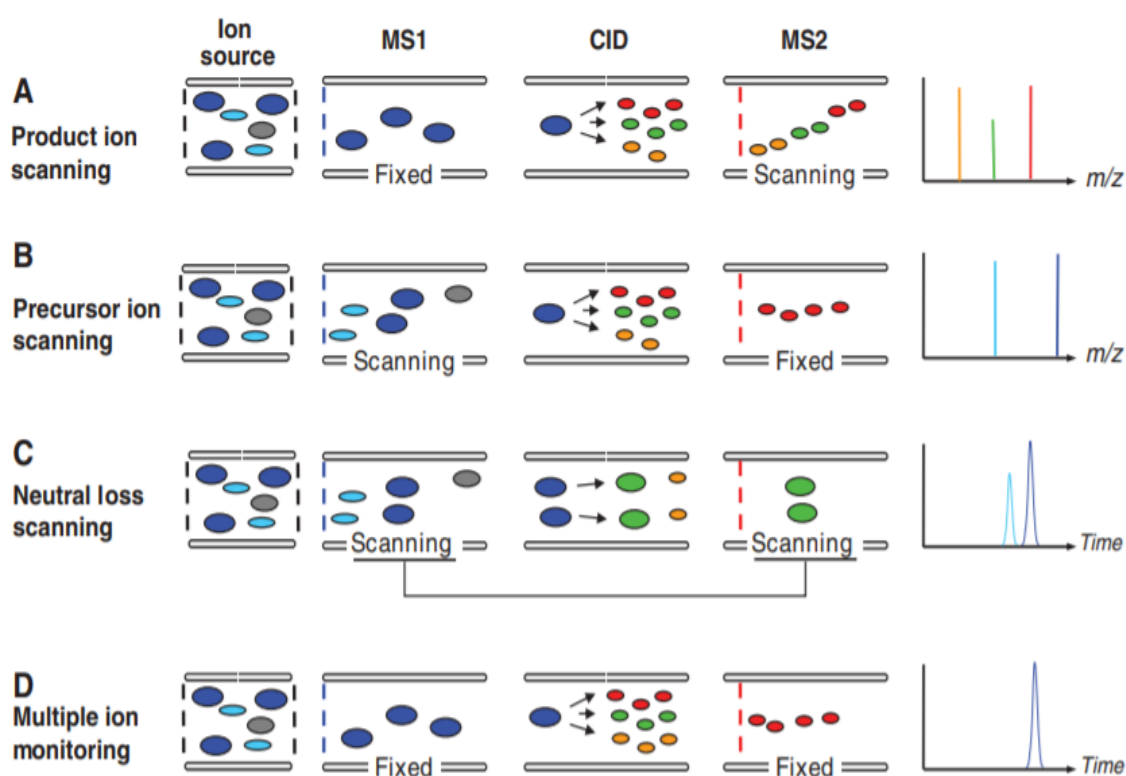 Ion source
MS1
CID
MS2
A
Product ion
scanning
Fixed
Scanning
m/z
B
Precursor ion
scanning
Scanning
Fixed
m/z
C
Neutral loss
scanning
Scanning
Scanning
Time
D
Multiple ion
monitoring
Fixed
Fixed
Time